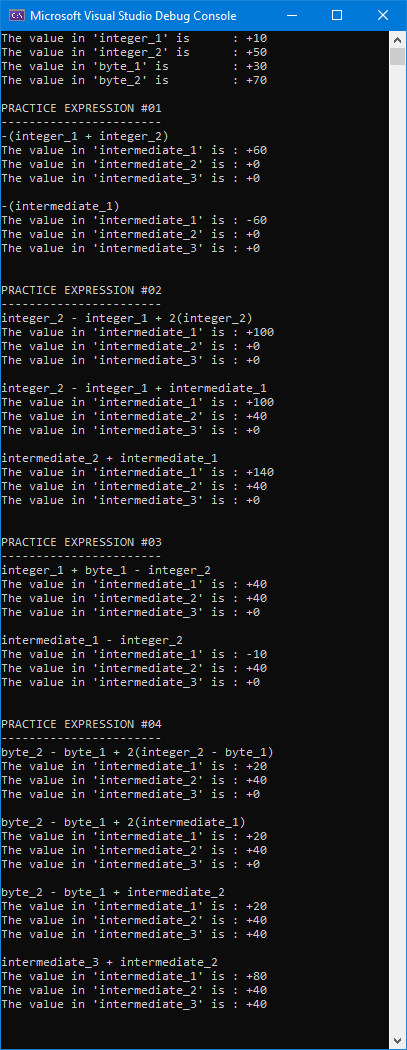 Microsoft Visual Studio Debug Console
The value in 'integer_1' is      : +10
The value in 'integer_2' is      : +50
The value in 'byte_1' is         : +30
The value in 'byte_2' is         : +70

PRACTICE EXPRESSION #01
-----------------------
-(integer_1 + integer_2)
The value in 'intermediate_1' is : +60
The value in 'intermediate_2' is : +0
The value in 'intermediate_3' is : +0

-(intermediate_1)
The value in 'intermediate_1' is : -60
The value in 'intermediate_2' is : +0
The value in 'intermediate_3' is : +0


PRACTICE EXPRESSION #02
-----------------------
integer_2 - integer_1 + 2(integer_2)
The value in 'intermediate_1' is : +100
The value in 'intermediate_2' is : +0
The value in 'intermediate_3' is : +0

integer_2 - integer_1 + intermediate_1
The value in 'intermediate_1' is : +100
The value in 'intermediate_2' is : +40
The value in 'intermediate_3' is : +0

intermediate_2 + intermediate_1
The value in 'intermediate_1' is : +140
The value in 'intermediate_2' is : +40
The value in 'intermediate_3' is : +0


PRACTICE EXPRESSION #03
-----------------------
integer_1 + byte_1 - integer_2
The value in 'intermediate_1' is : +40
The value in 'intermediate_2' is : +40
The value in 'intermediate_3' is : +0

intermediate_1 - integer_2
The value in 'intermediate_1' is : -10
The value in 'intermediate_2' is : +40
The value in 'intermediate_3' is : +0


PRACTICE EXPRESSION #04
-----------------------
byte_2 - byte_1 + 2(integer_2 - byte_1)
The value in 'intermediate_1' is : +20
The value in 'intermediate_2' is : +40
The value in 'intermediate_3' is : +0

byte_2 - byte_1 + 2(intermediate_1)
The value in 'intermediate_1' is : +20
The value in 'intermediate_2' is : +40
The value in 'intermediate_3' is : +0

byte_2 - byte_1 + intermediate_2
The value in 'intermediate_1' is : +20
The value in 'intermediate_2' is : +40
The value in 'intermediate_3' is : +40

intermediate_3 + intermediate_2
The value in 'intermediate_1' is : +80
The value in 'intermediate_2' is : +40
The value in 'intermediate_3' is : +40